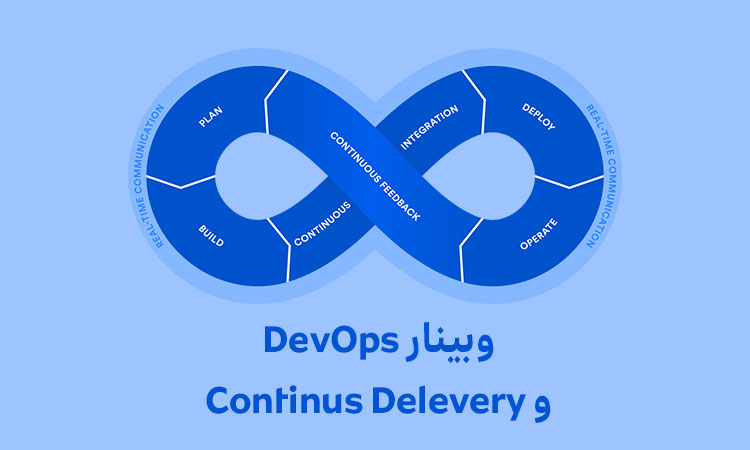 REAL-TIME COMMUNICATION
PLAN
BUILD
CONTINUOUS INTEGRATION
CONTINUOUS FEEDBACK
DEPLOY
OPERATE
REAL-TIME COMMUNICATION
وبینار DevOps
و Continus Delevery